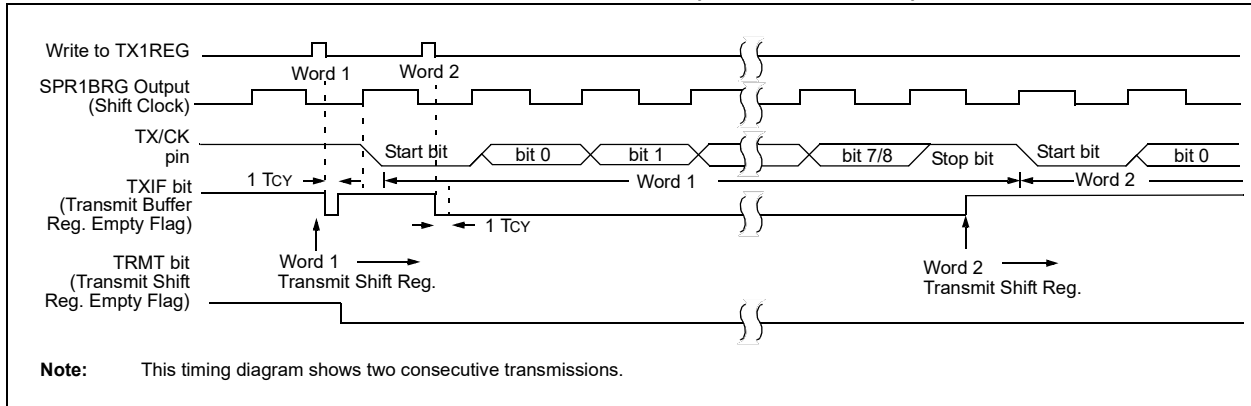 Write to TX1REG
Word 1
Word 2
SPR1BRG Output
(Shift Clock)
TX/CK
pin
Start bit
bit 0
bit 1
bit 7/8
Stop bit
Start bit
bit 0
Word 1
Word 2
1 TCY
TXIF bit
(Transmit Buffer
Reg. Empty Flag)
1 TCY
Word 1
Transmit Shift Reg.
Word 2
Transmit Shift Reg.
TRMT bit
(Transmit Shift
Reg. Empty Flag)
Note: This timing diagram shows two consecutive transmissions.